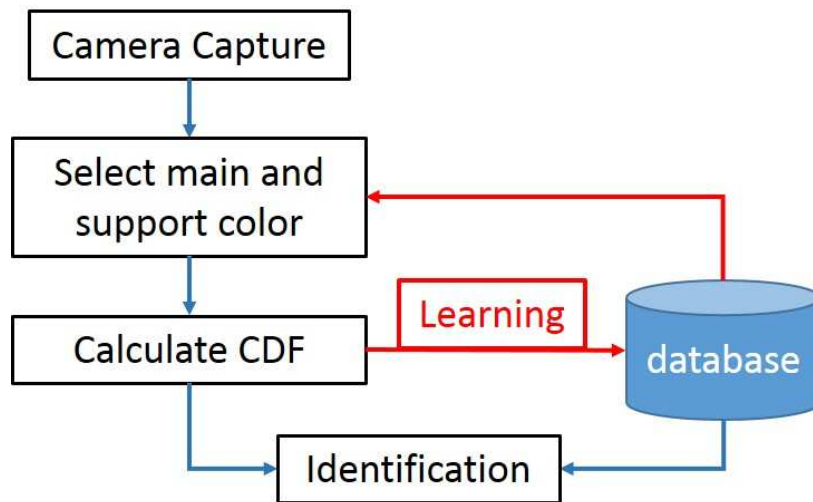 Camera Capture
Select main and
support color
Learning
Calculate CDF
database
Identification